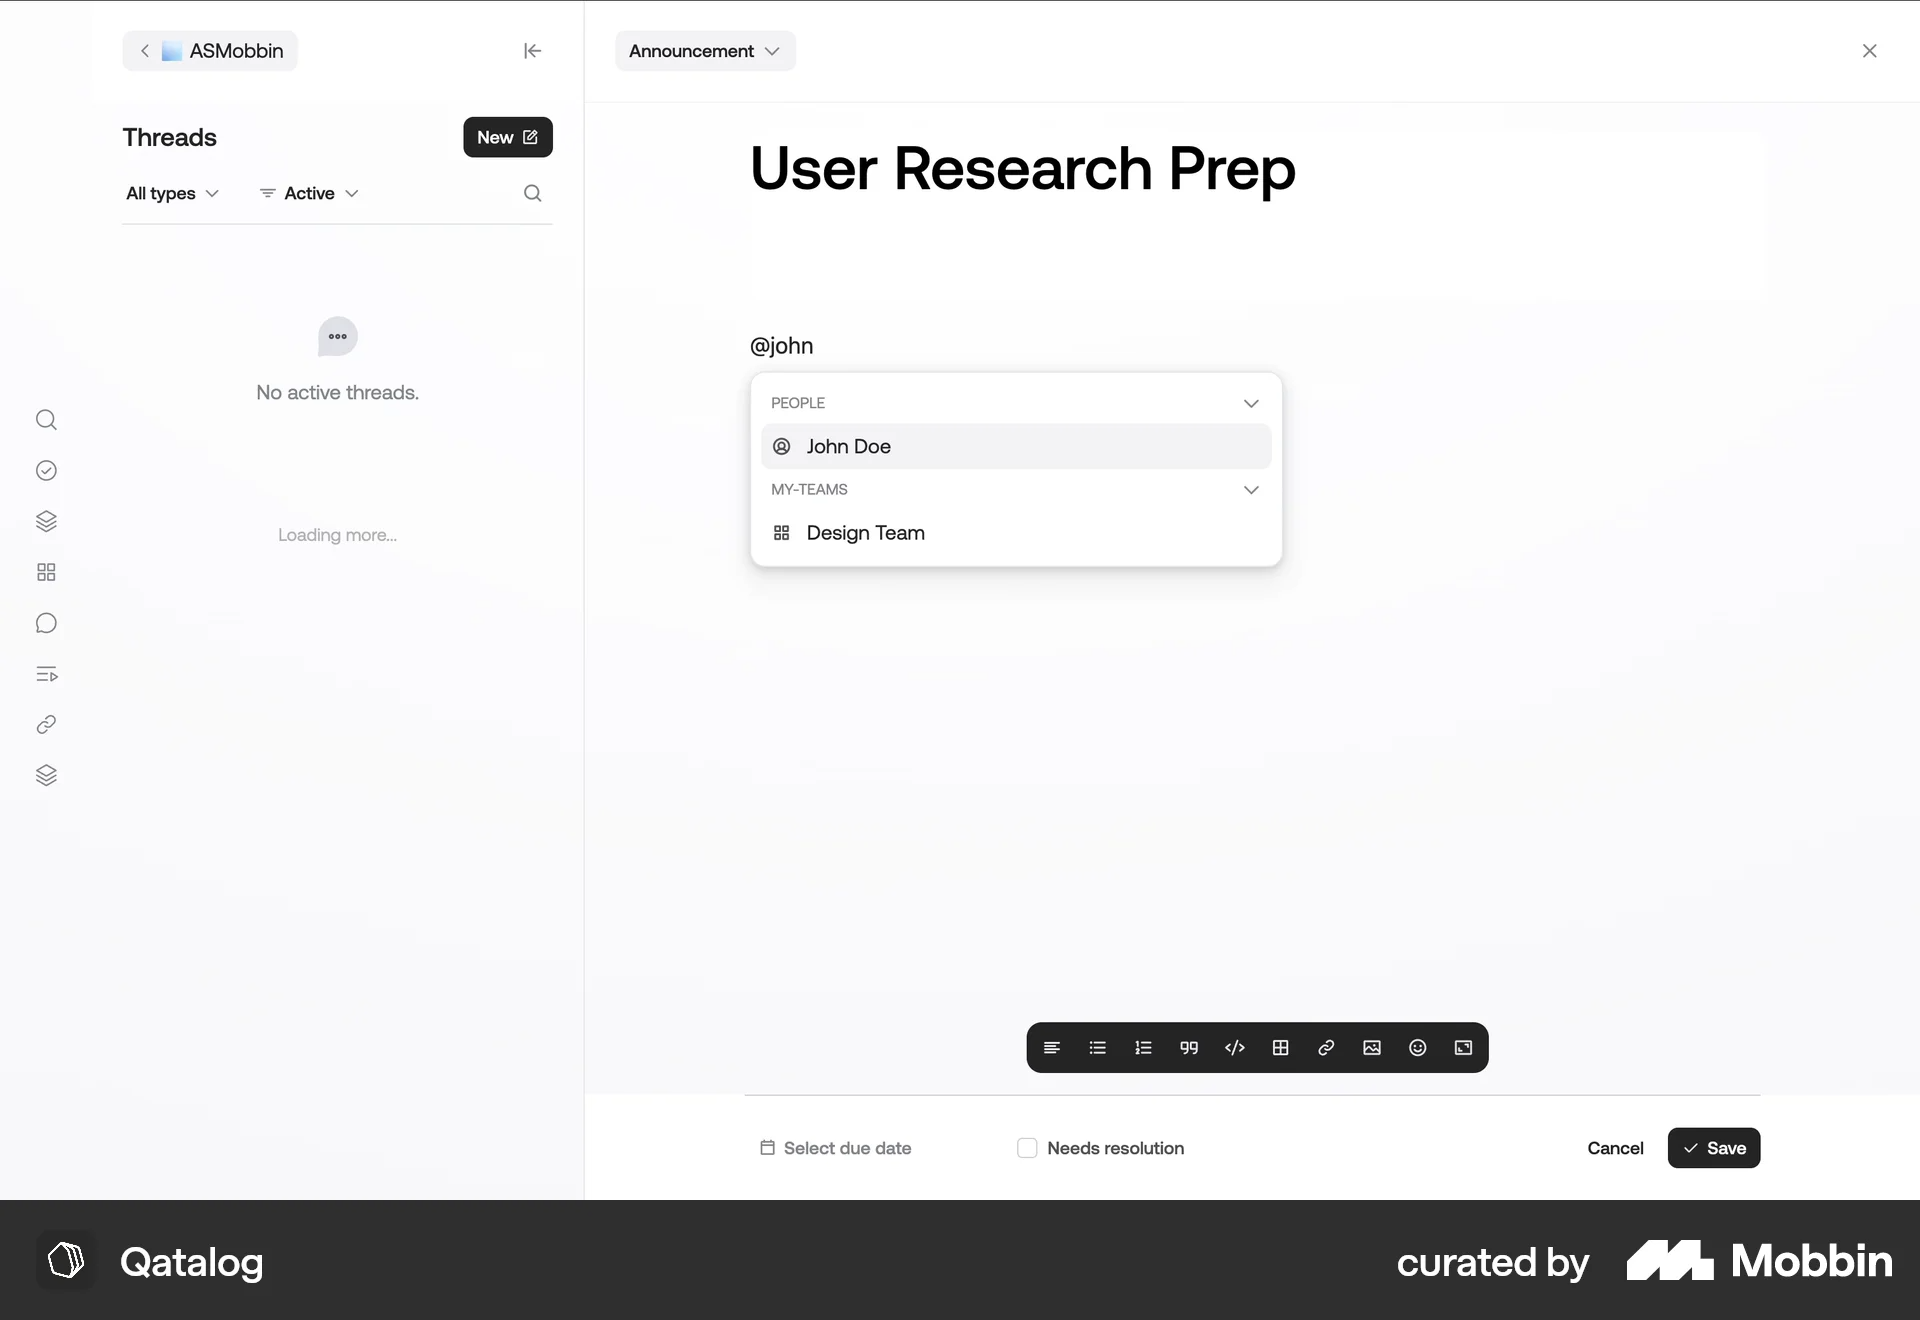 ASMobbin
Threads
New
All types
Active
No active threads.
Loading more...
Announcement
User Research Prep
@john
PEOPLE
John Doe
MY-TEAMS
Design Team
Select due date
Needs resolution
Cancel
Save
Qatalog
curated by
Mobbin